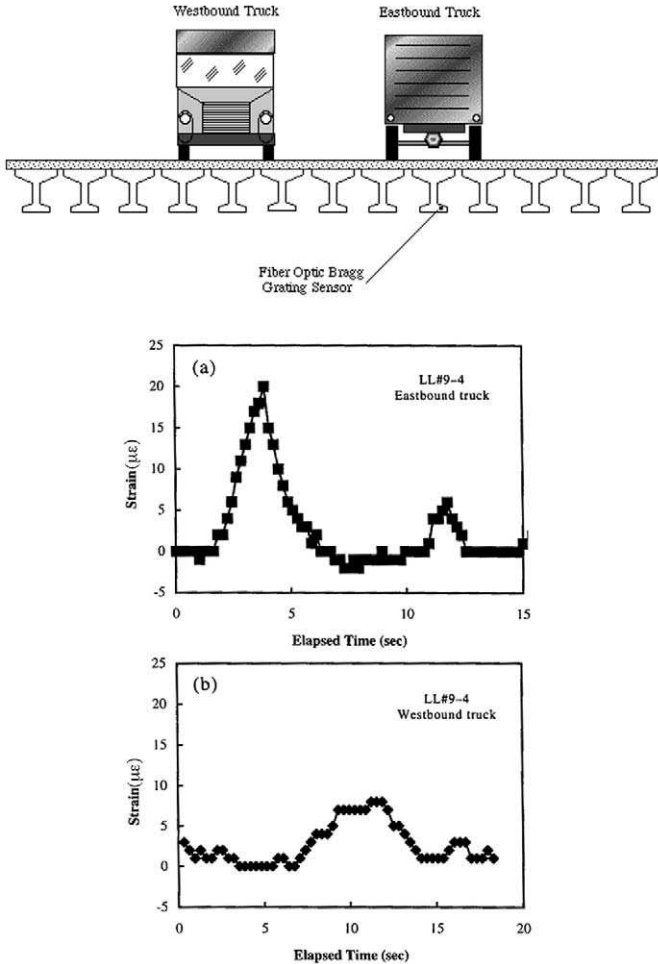 Westbound Truck Eastbound Truck
Fiber Optic Bragg
Grating Sensor
(a)
LL#9-4
Eastbound truck
Strain(με)
25
20
15
10
5
0
-5
0 5 10 15
Elapsed Time (sec)
(b)
LL#9-4
Westbound truck
Strain(με)
25
20
15
10
5
0
-5
0 5 10 15 20
Elapsed Time (sec)